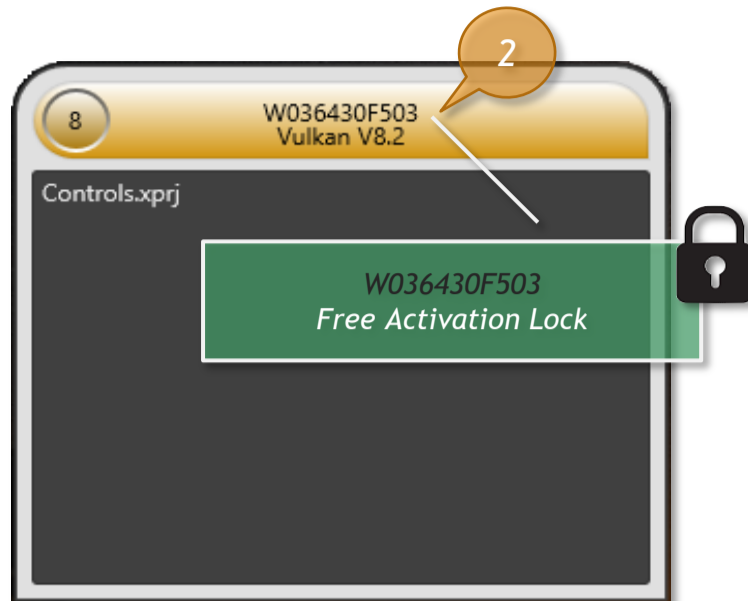 2
8
W036430F503
Vulkan V8.2
Controls.xprj
W036430F503
Free Activation Lock